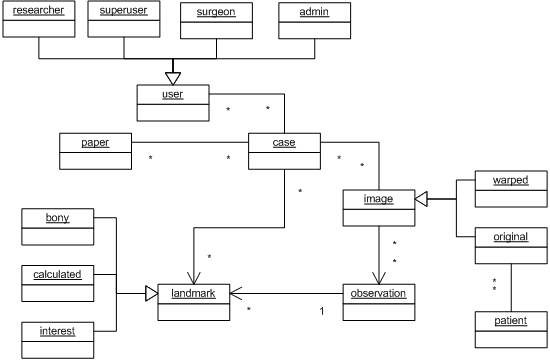 researcher
superuser
surgeon
admin
user
*
*
paper
case
*
*
*
*
*
warped
image
bony
original
*
*
*
calculated
*
*
landmark
observation
*
1
interest
patient